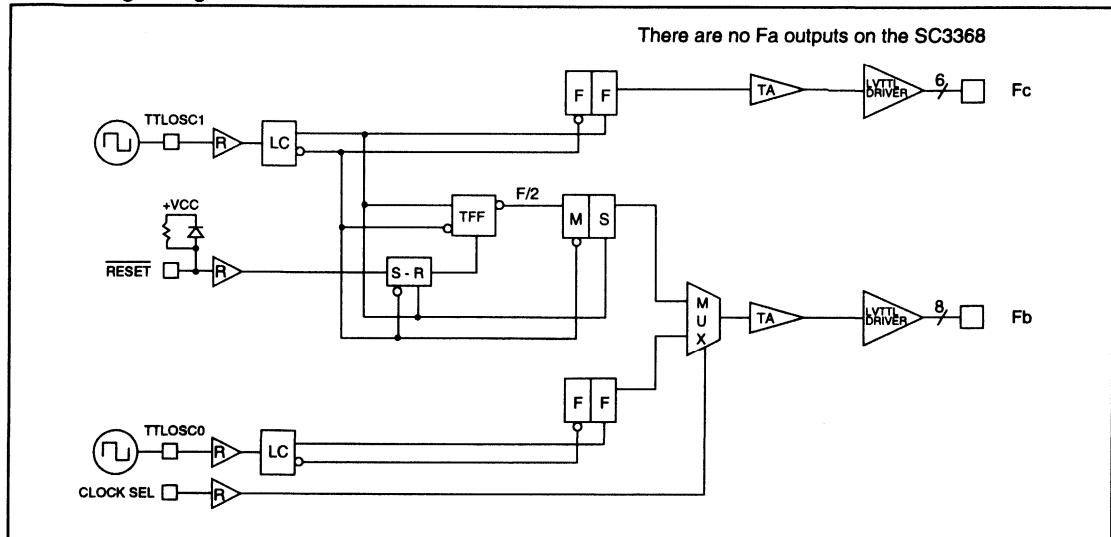 There are no Fa outputs on the SC3368
F F
TA
LVTTL
DRIVER
6
Fc
TTLOSC1
R
LC
+VCC
F/2
TFF
M S
RESET
R
S - R
M
U
X
TA
LVTTL
DRIVER
8
Fb
F F
TTLOSC0
R
LC
CLOCK SEL
R